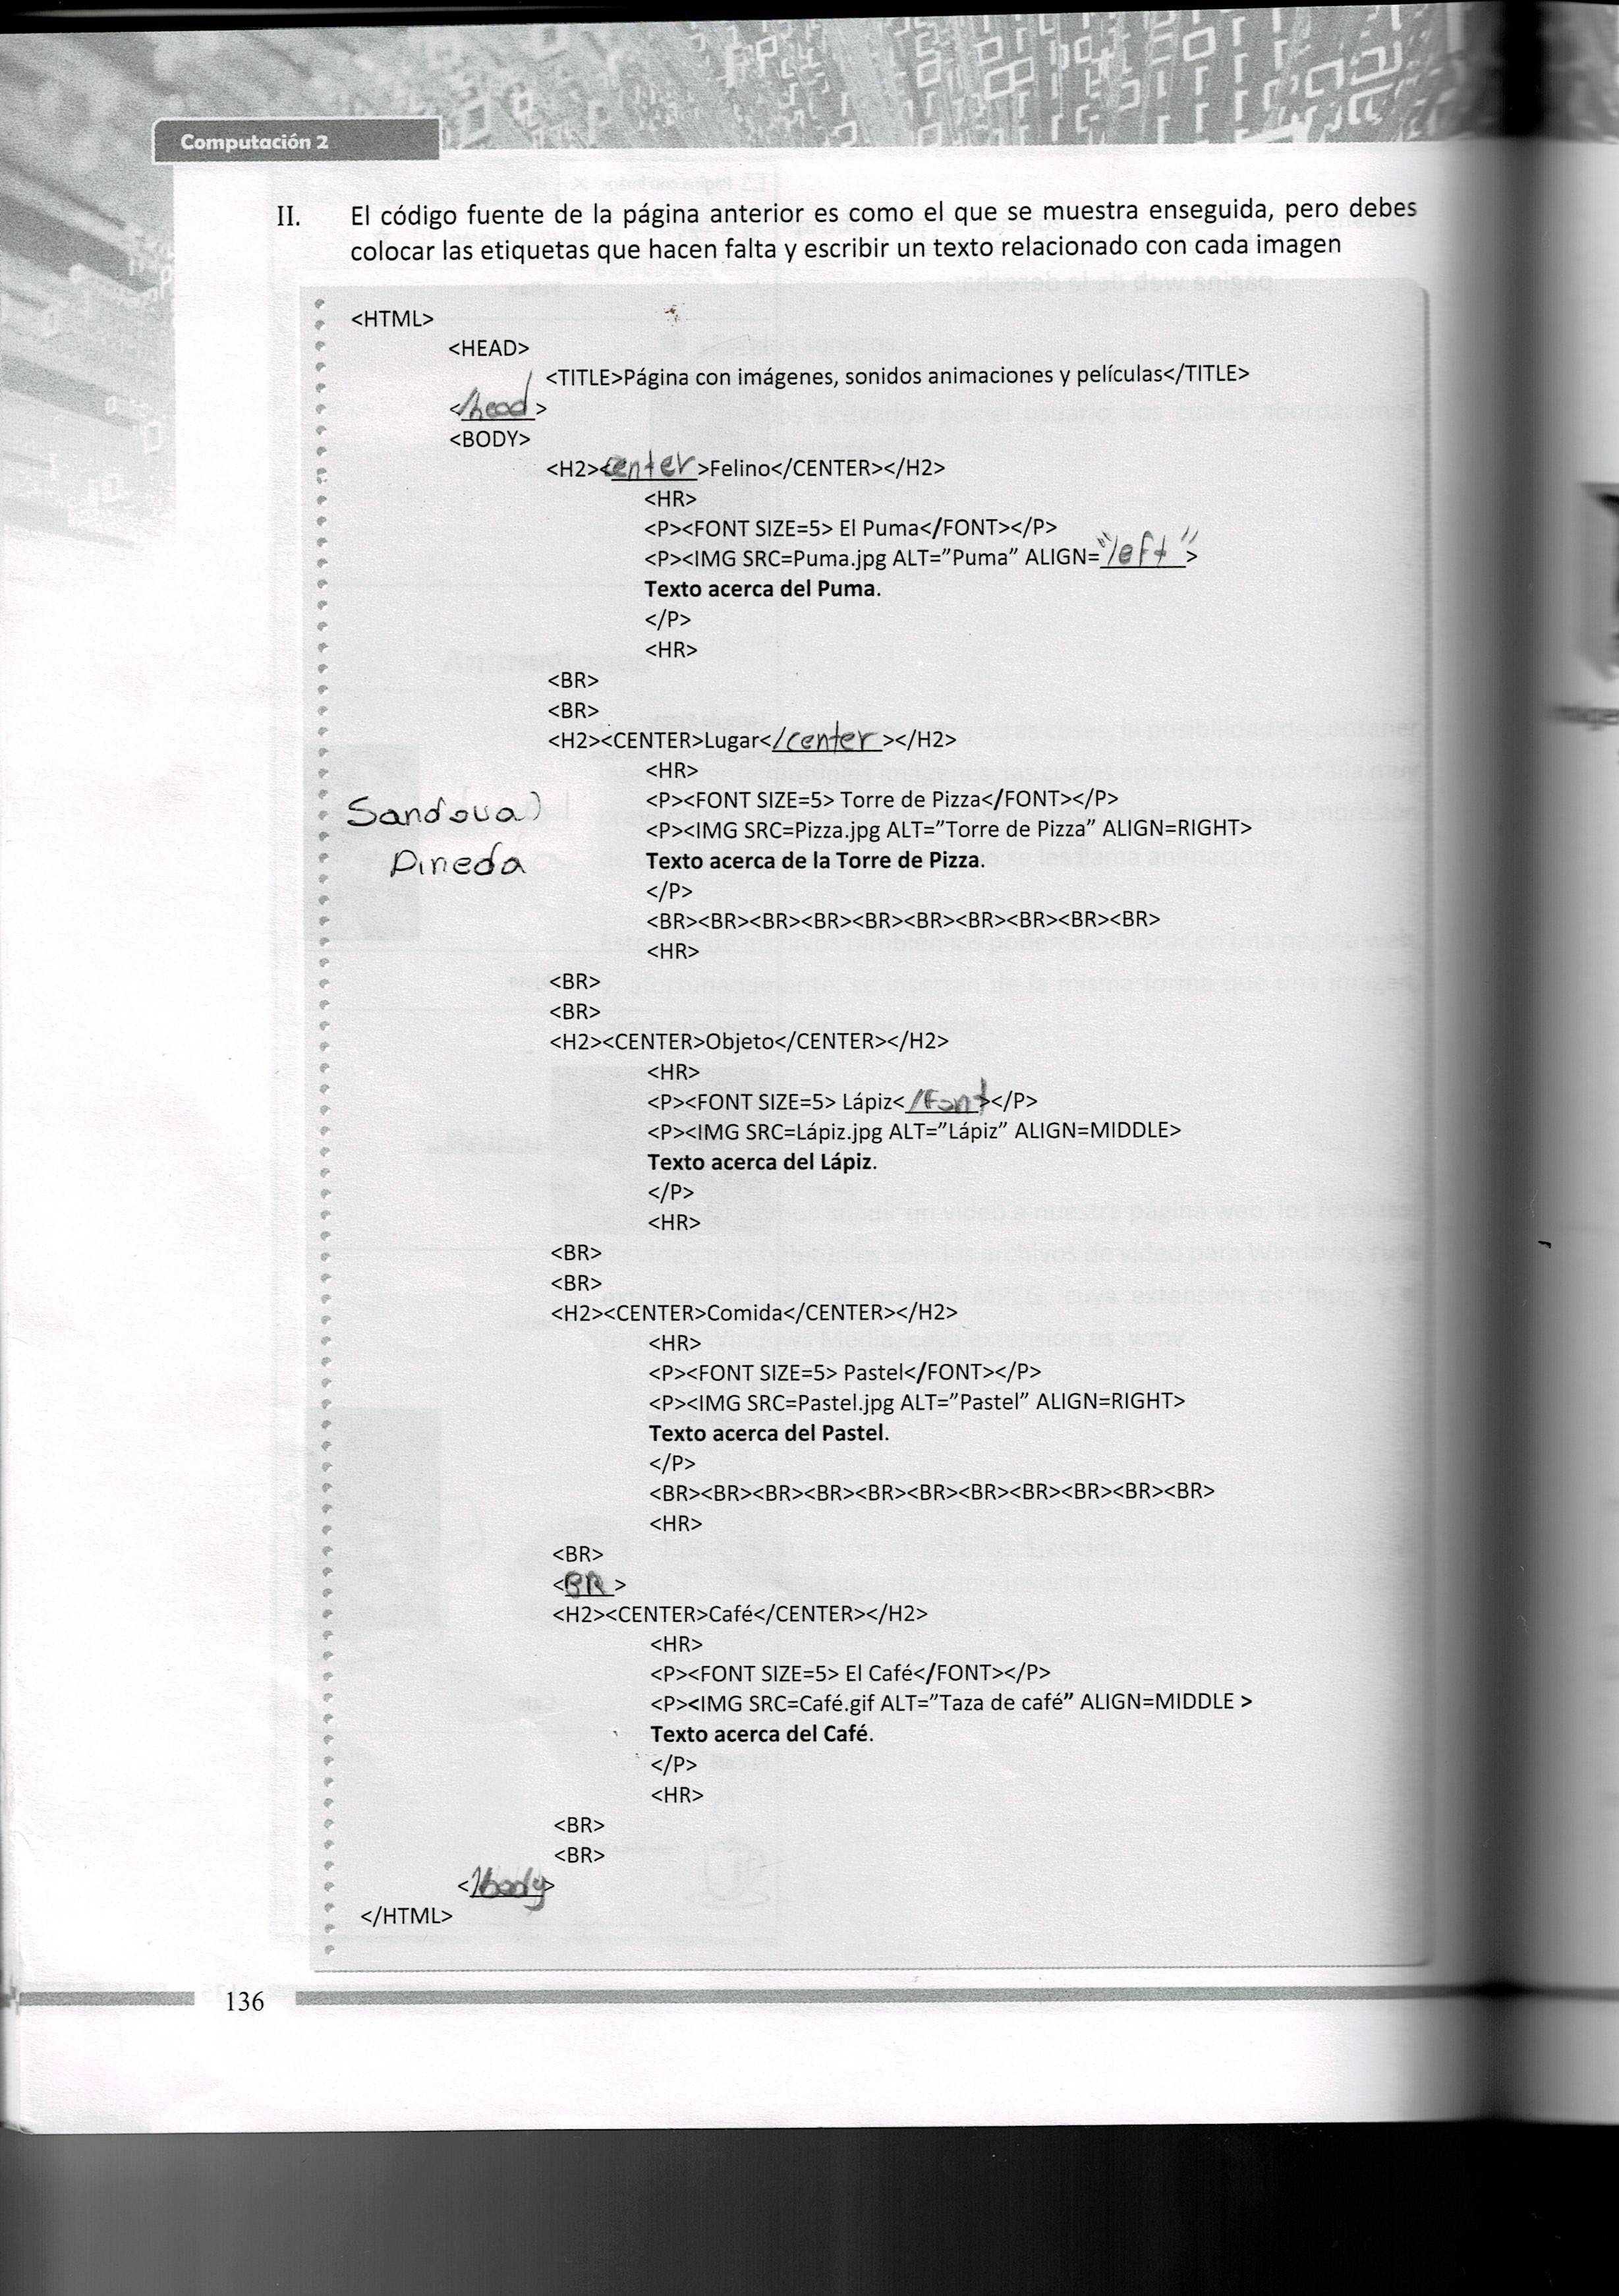 Computación 2
II. El código fuente de la página anterior es como el que se muestra enseguida, pero debes
colocar las etiquetas que hacen falta y escribir un texto relacionado con cada imagen
<HTML>
<HEAD>
<TITLE>Página con imágenes, sonidos animaciones y películas</TITLE>
</head>
<BODY>
<H2><center>Felino</CENTER></H2>
<HR>
<P><FONT SIZE=5> El Puma</FONT></P>
<P><IMG SRC=Puma.jpg ALT=”Puma” ALIGN="left">
Texto acerca del Puma.
</P>
<HR>
<BR>
<BR>
<H2><CENTER>Lugar</center></H2>
<HR>
<P><FONT SIZE=5> Torre de Pizza</FONT></P>
<P><IMG SRC=Pizza.jpg ALT=”Torre de Pizza” ALIGN=RIGHT>
Sandoval
Pineda
Texto acerca de la Torre de Pizza.
</P>
<BR><BR><BR><BR><BR><BR><BR><BR><BR><BR>
<HR>
<BR>
<BR>
<H2><CENTER>Objeto</CENTER></H2>
<HR>
<P><FONT SIZE=5> Lápiz</Font></P>
<P><IMG SRC=Lápiz.jpg ALT=”Lápiz” ALIGN=MIDDLE>
Texto acerca del Lápiz.
</P>
<HR>
<BR>
<BR>
<H2><CENTER>Comida</CENTER></H2>
<HR>
<P><FONT SIZE=5> Pastel</FONT></P>
<P><IMG SRC=Pastel.jpg ALT=”Pastel” ALIGN=RIGHT>
Texto acerca del Pastel.
</P>
<BR><BR><BR><BR><BR><BR><BR><BR><BR><BR><BR>
<HR>
<BR>
<BR>
<H2><CENTER>Café</CENTER></H2>
<HR>
<P><FONT SIZE=5> El Café</FONT></P>
<P><IMG SRC=Café.gif ALT=”Taza de café” ALIGN=MIDDLE >
Texto acerca del Café.
</P>
<HR>
<BR>
<BR>
</body>
</HTML>
136